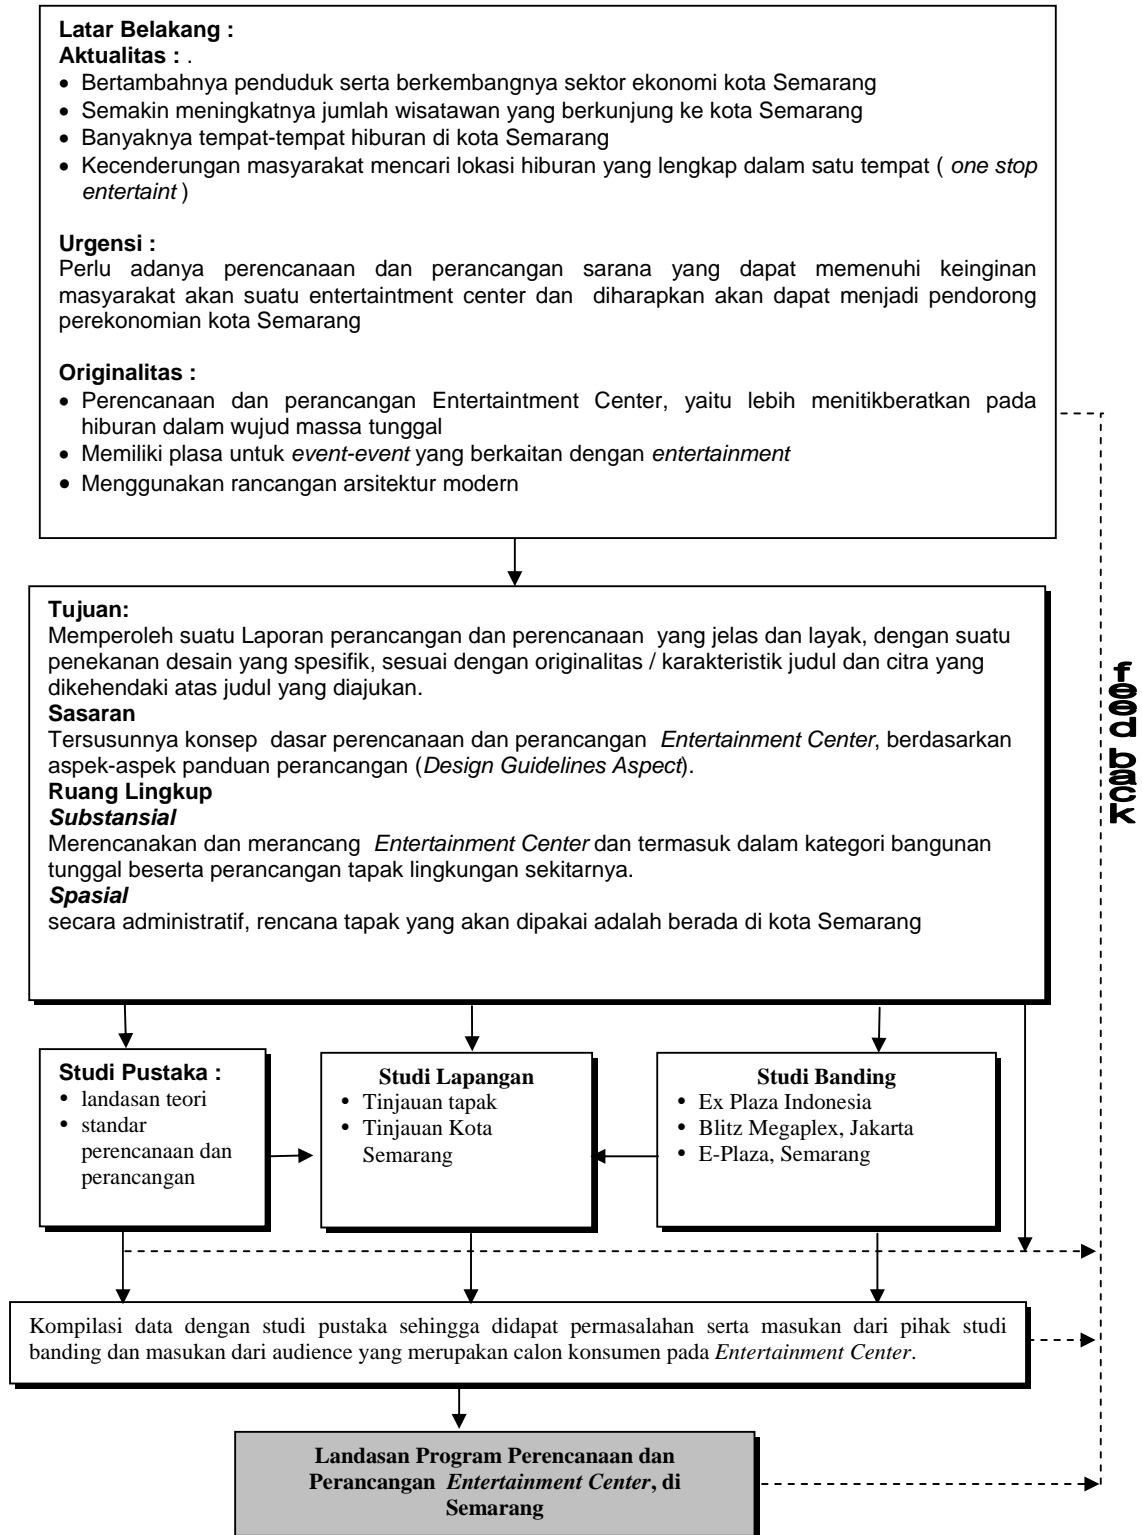 Latar Belakang :
Aktualitas : .
• Bertambahnya penduduk serta berkembangnya sektor ekonomi kota Semarang
• Semakin meningkatnya jumlah wisatawan yang berkunjung ke kota Semarang
• Banyaknya tempat-tempat hiburan di kota Semarang
• Kecenderungan masyarakat mencari lokasi hiburan yang lengkap dalam satu tempat ( one stop
entertaint )
Urgensi :
Perlu adanya perencanaan dan perancangan sarana yang dapat memenuhi keinginan
masyarakat akan suatu entertaintment center dan diharapkan akan dapat menjadi pendorong
perekonomian kota Semarang
Originalitas :
• Perencanaan dan perancangan Entertaintment Center, yaitu lebih menitikberatkan pada
hiburan dalam wujud massa tunggal
• Memiliki plasa untuk event-event yang berkaitan dengan entertainment
• Menggunakan rancangan arsitektur modern
Tujuan:
Memperoleh suatu Laporan perancangan dan perencanaan yang jelas dan layak, dengan suatu
penekanan desain yang spesifik, sesuai dengan originalitas / karakteristik judul dan citra yang
dikehendaki atas judul yang diajukan.
Sasaran
Tersusunnya konsep dasar perencanaan dan perancangan Entertainment Center, berdasarkan
aspek-aspek panduan perancangan (Design Guidelines Aspect).
Ruang Lingkup
Substansial
Merencanakan dan merancang Entertainment Center dan termasuk dalam kategori bangunan
tunggal beserta perancangan tapak lingkungan sekitarnya.
Spasial
secara administratif, rencana tapak yang akan dipakai adalah berada di kota Semarang
feed back
Studi Pustaka :
• landasan teori
• standar
perencanaan dan
perancangan
Studi Lapangan
• Tinjauan tapak
• Tinjauan Kota
Semarang
Studi Banding
• Ex Plaza Indonesia
• Blitz Megaplex, Jakarta
• E-Plaza, Semarang
Kompilasi data dengan studi pustaka sehingga didapat permasalahan serta masukan dari pihak studi
banding dan masukan dari audience yang merupakan calon konsumen pada Entertainment Center.
Landasan Program Perencanaan dan
Perancangan Entertainment Center, di
Semarang